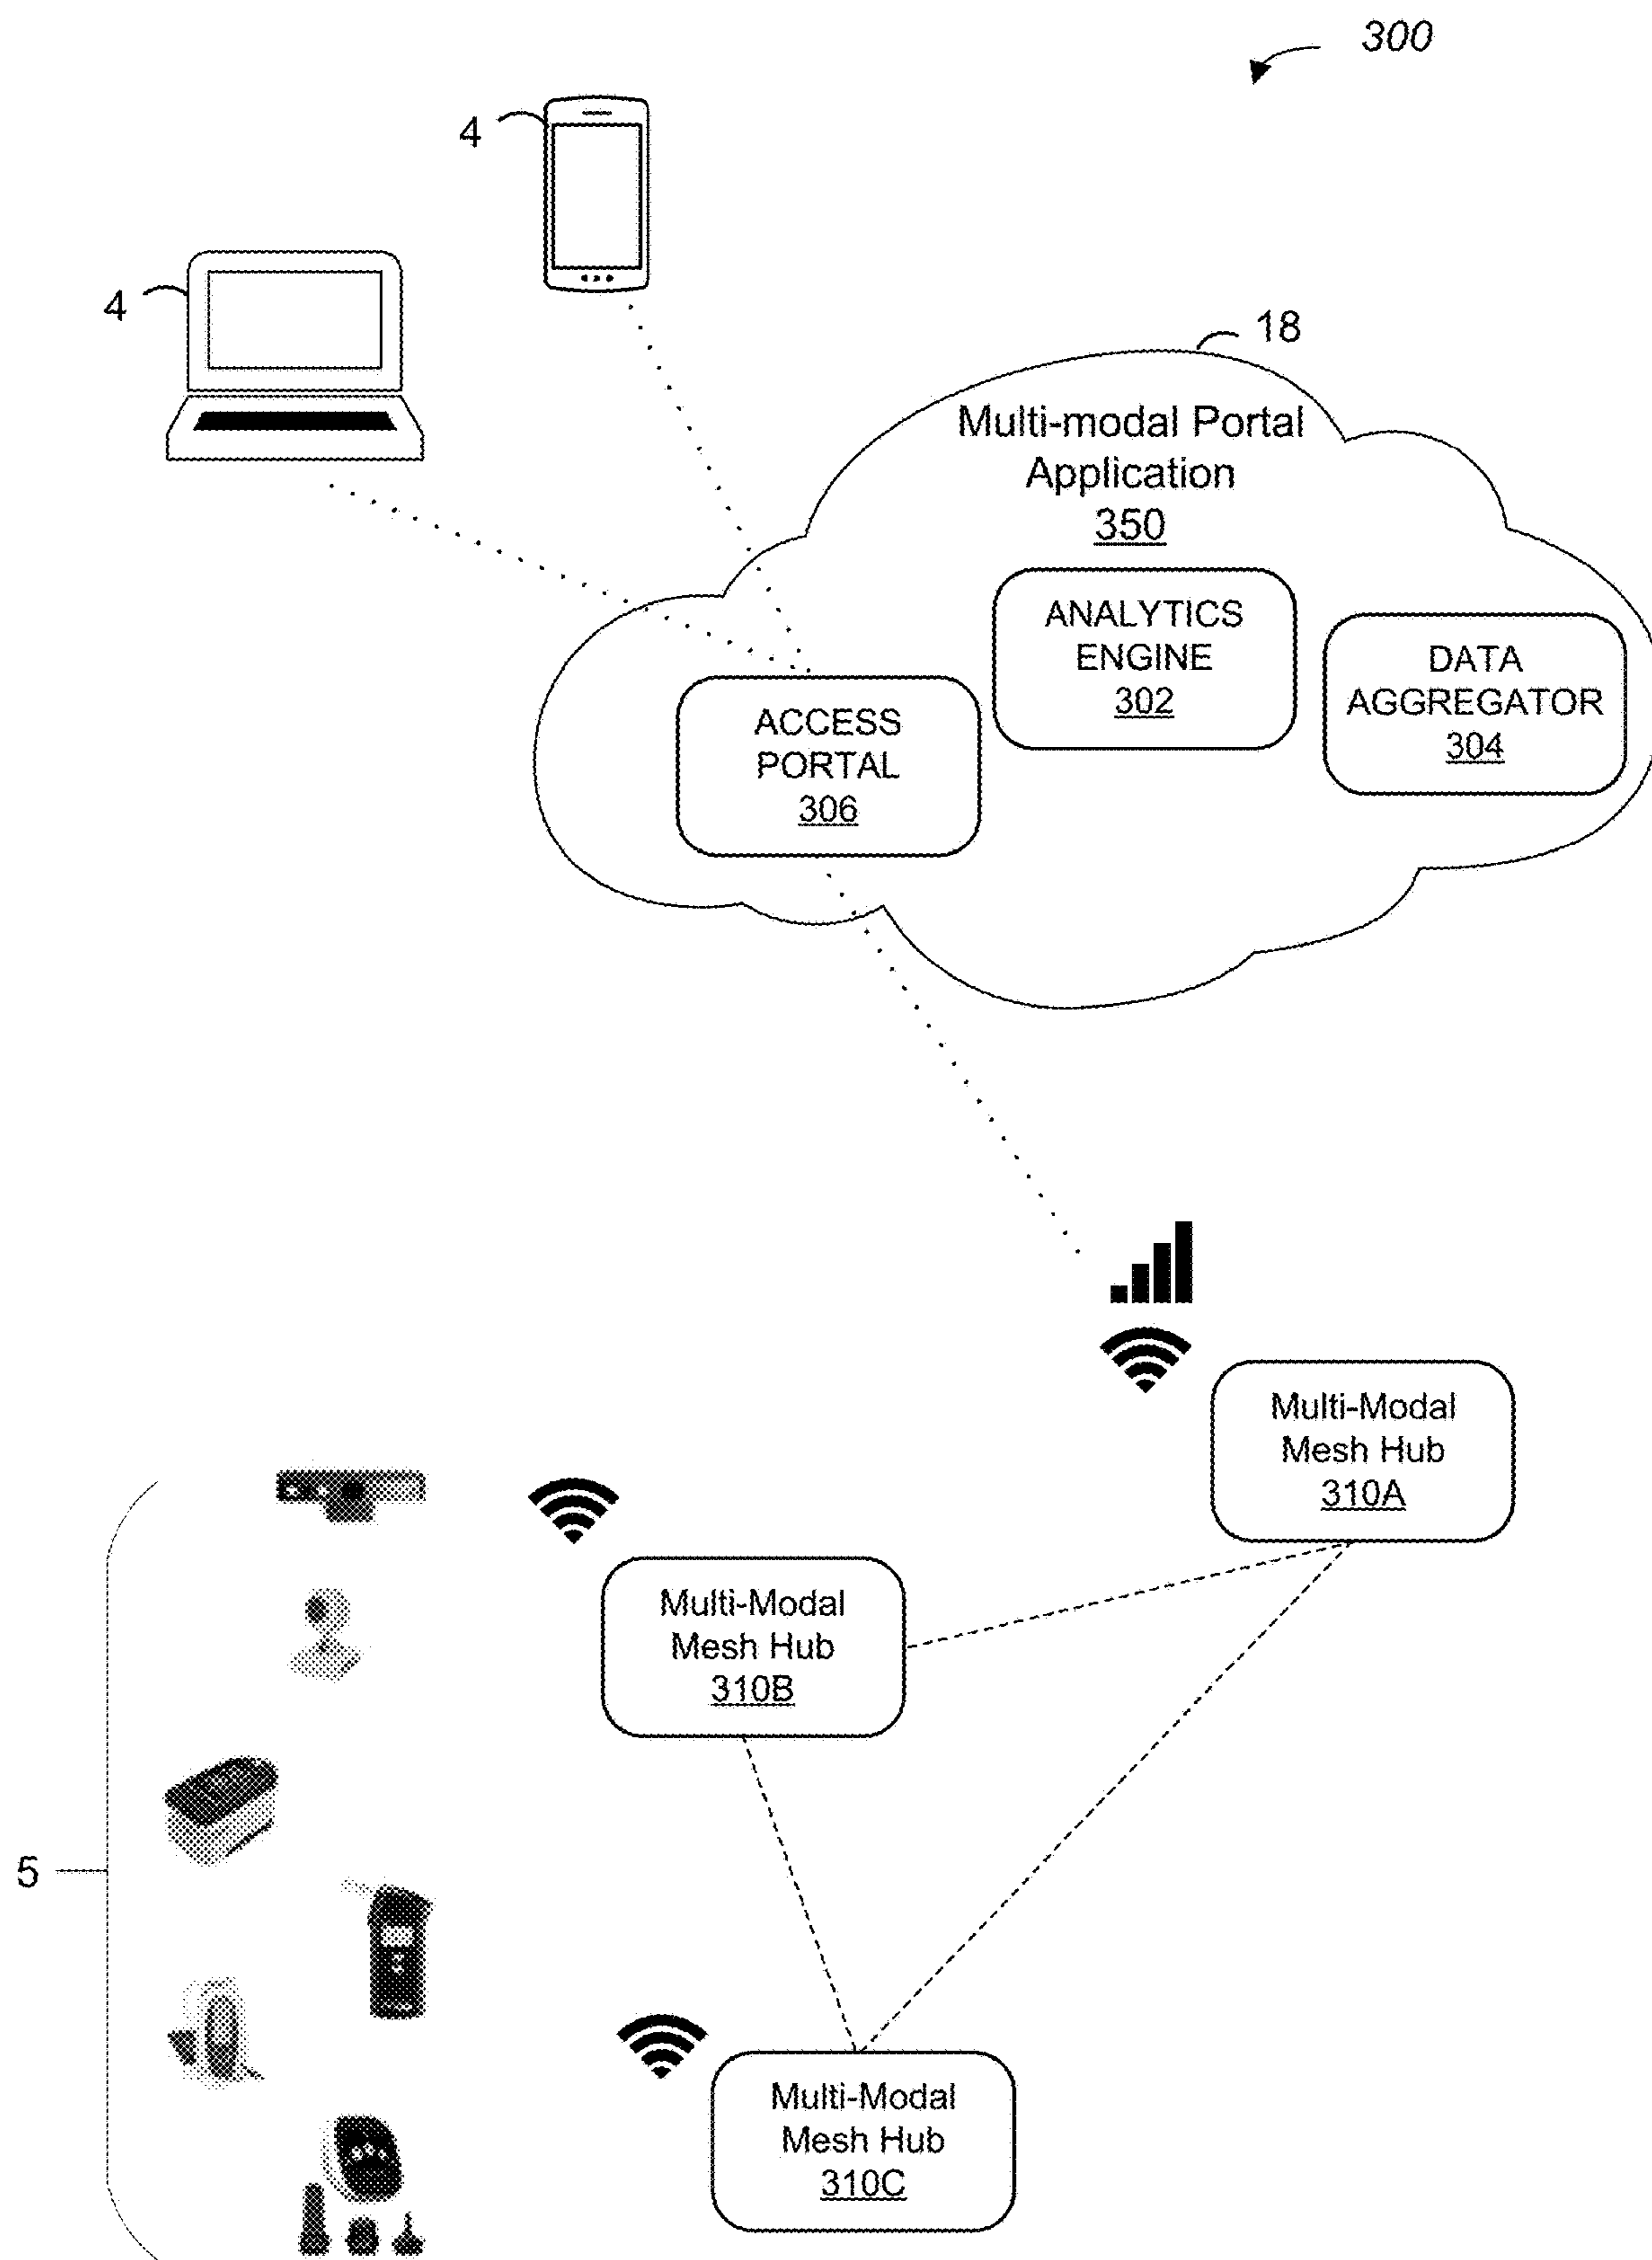 300
4
4
18
Multi-modal Portal
Application
350
ANALYTICS
ENGINE
302
DATA
AGGREGATOR
304
ACCESS
PORTAL
306
Multi-Modal
Mesh Hub
310A
Multi-Modal
Mesh Hub
310B
5
Multi-Modal
Mesh Hub
310C